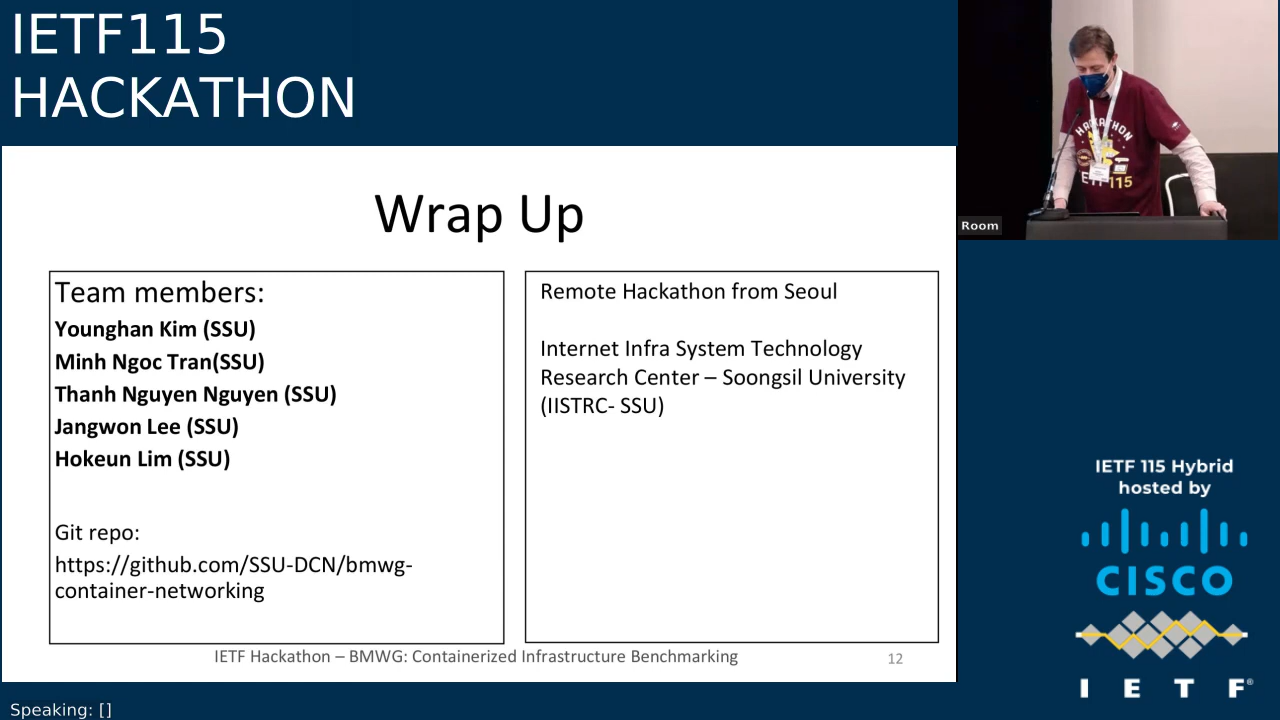 IETF115
HACKATHON
Wrap Up
Team members:
Younghan Kim (SSU)
Minh Ngoc Tran(SSU)
Thanh Nguyen Nguyen (SSU)
Jangwon Lee (SSU)
Hokeun Lim (SSU)
Git repo:
https://github.com/SSU-DCN/bmwg-
container-networking
Remote Hackathon from Seoul
Internet Infra System Technology
Research Center – Soongsil University
(IISTRC- SSU)
IETF Hackathon – BMWG: Containerized Infrastructure Benchmarking
12
HACKATHON
IETF 115
Room
IETF 115 Hybrid
hosted by
CISCO
I E T F®
Speaking: []